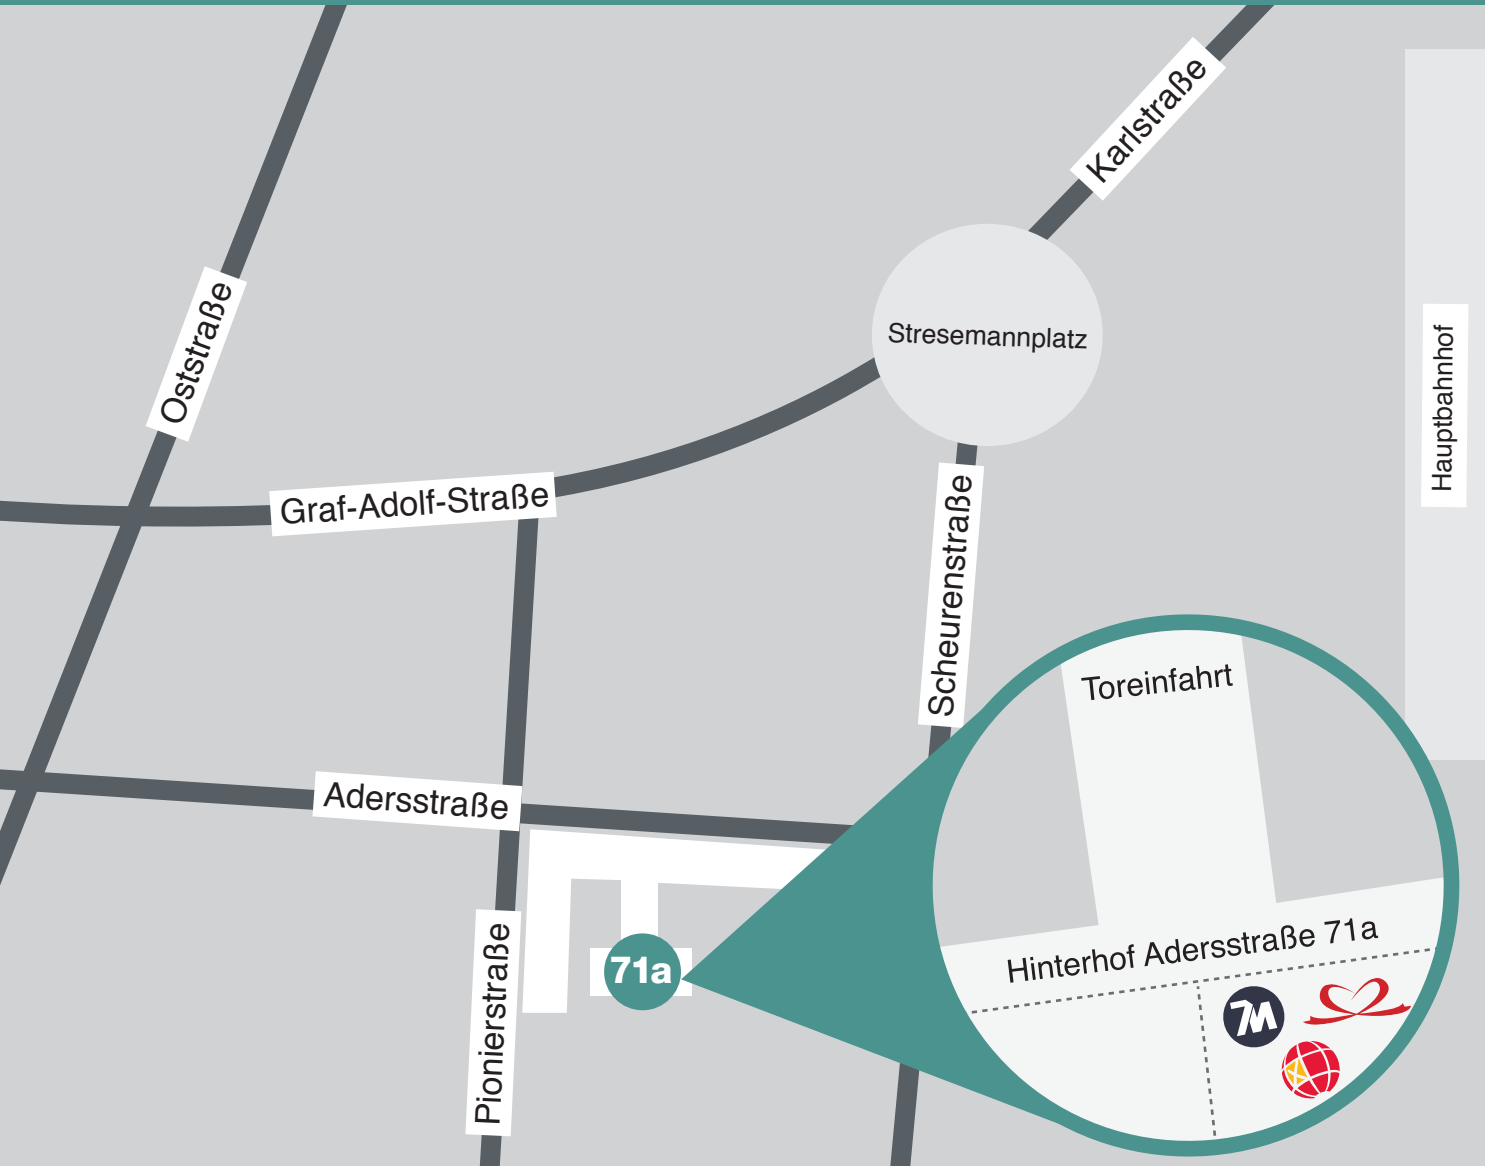 Karlstraße
Oststraße
Stresemannplatz
Hauptbahnhof
Graf-Adolf-Straße
Scheurenstraße
Toreinfahrt
Adersstraße
Hinterhof Adersstraße 71a
71a
Pionierstraße
7M